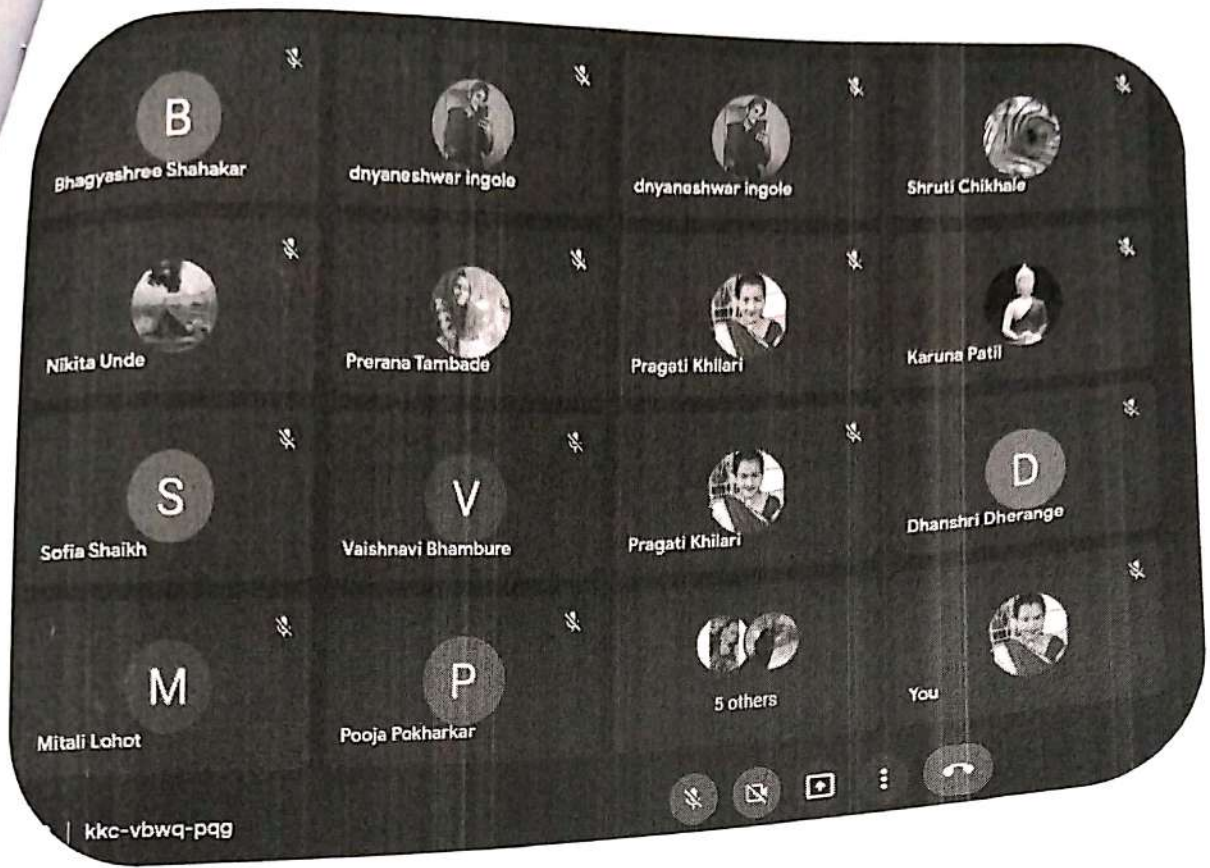 B
Bhagyashree Shahakar
dnyaneshwar ingole
dnyaneshwar ingole
Shruti Chikhale
Nikita Unde
Prerana Tambade
Pragati Khilari
Karuna Patil
S
Sofia Shaikh
V
Vaishnavi Bhambure
Pragati Khilari
D
Dhanshri Dherange
M
Mitali Lohot
P
Pooja Pokharkar
5 others
You
| kkc-vbwq-pqg